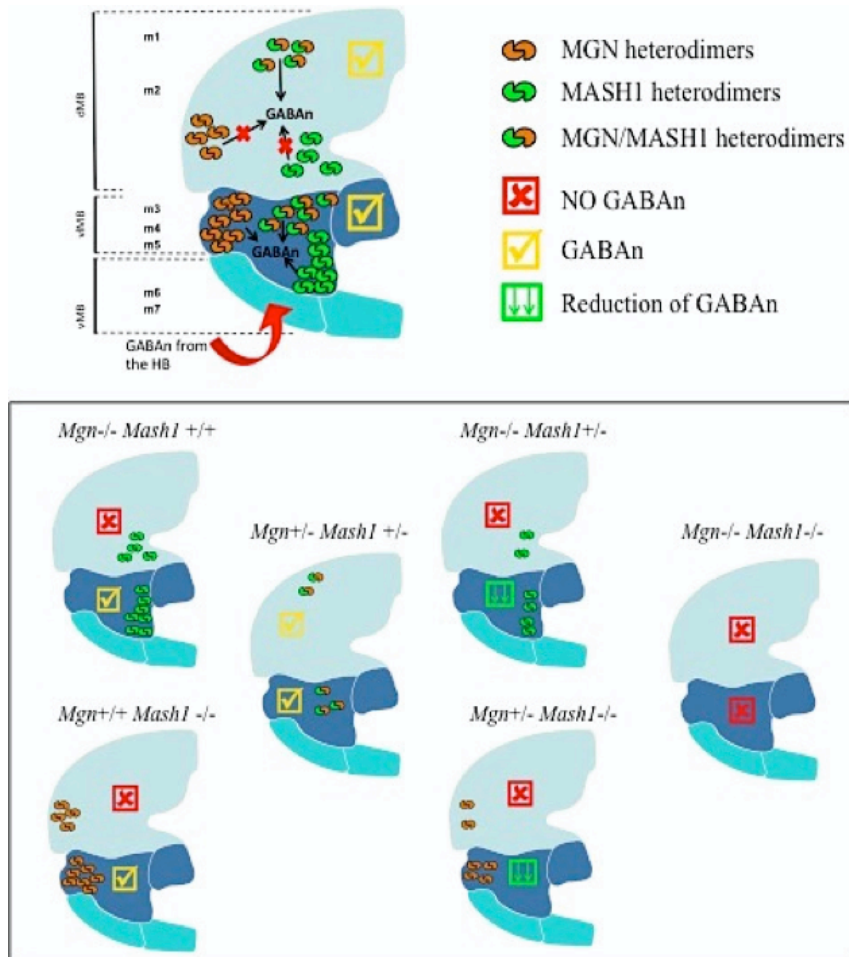 m1
m2
dMB
GABAn
m3
m4
m5
vlMB
GABAn
m6
m7
vMB
GABAn from
the HB
MGN heterodimers
MASH1 heterodimers
MGN/MASH1 heterodimers
NO GABAn
GABAn
Reduction of GABAn
Mgn-/- Mash1 +/+
Mgn-/- Mash1+/-
Mgn+/- Mash1 +/-
Mgn-/- Mash1-/-
Mgn+/+ Mash1 -/-
Mgn+/- Mash1-/-